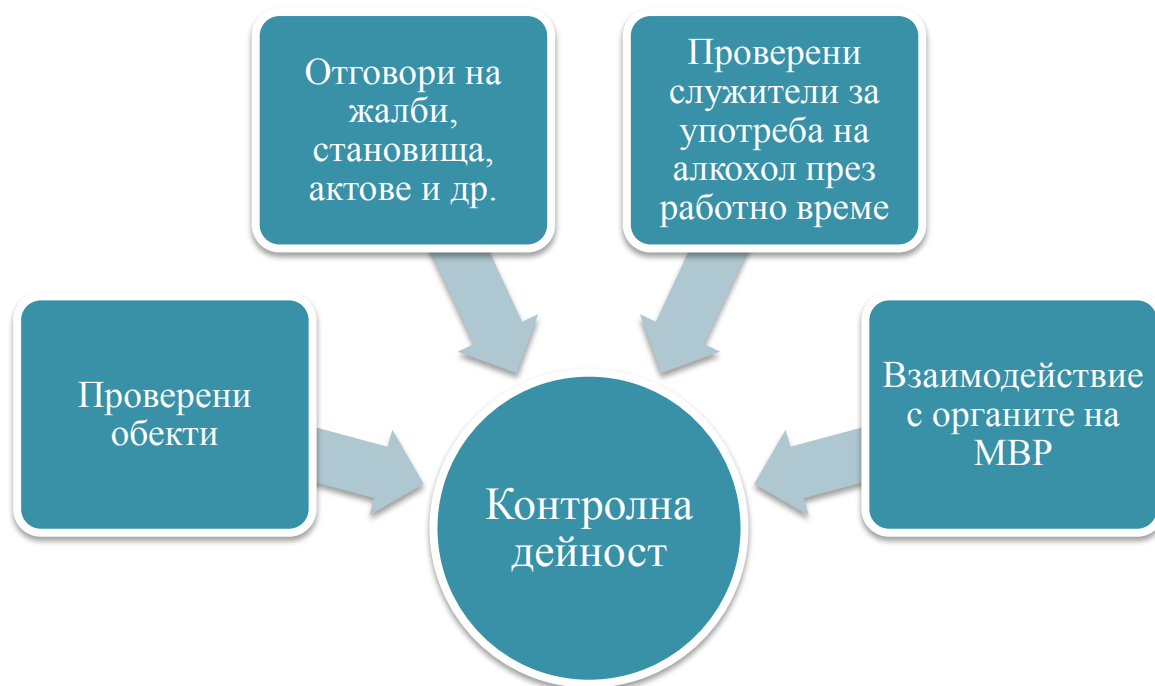 Отговори на
жалби,
становища,
актове и др.
Проверени
служители за
употреба на
алкохол през
работно време
Проверени
обекти
Взаимодействие
с органите на
МВР
Контролна
дейност